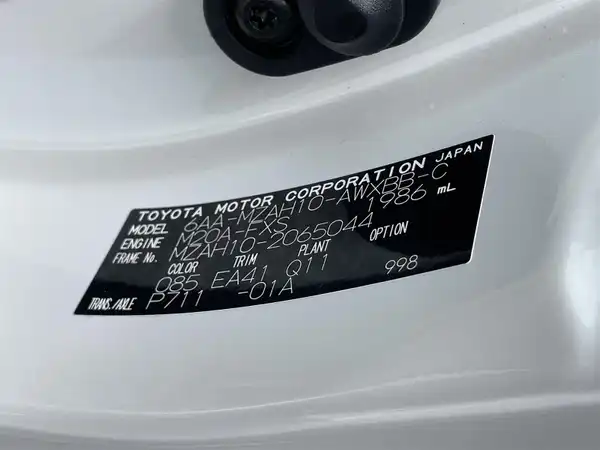 TOYOTA MOTOR CORPORATION JAPAN
MODEL 6AA-MZAH10-AWXBB-C
ENGINE M20A-FXS 1986 mL
FRAME No. MZAH10-2065044
COLOR TRIM PLANT OPTION
085 EA41 Q11 998
TRANS./AXLE P711 -01A